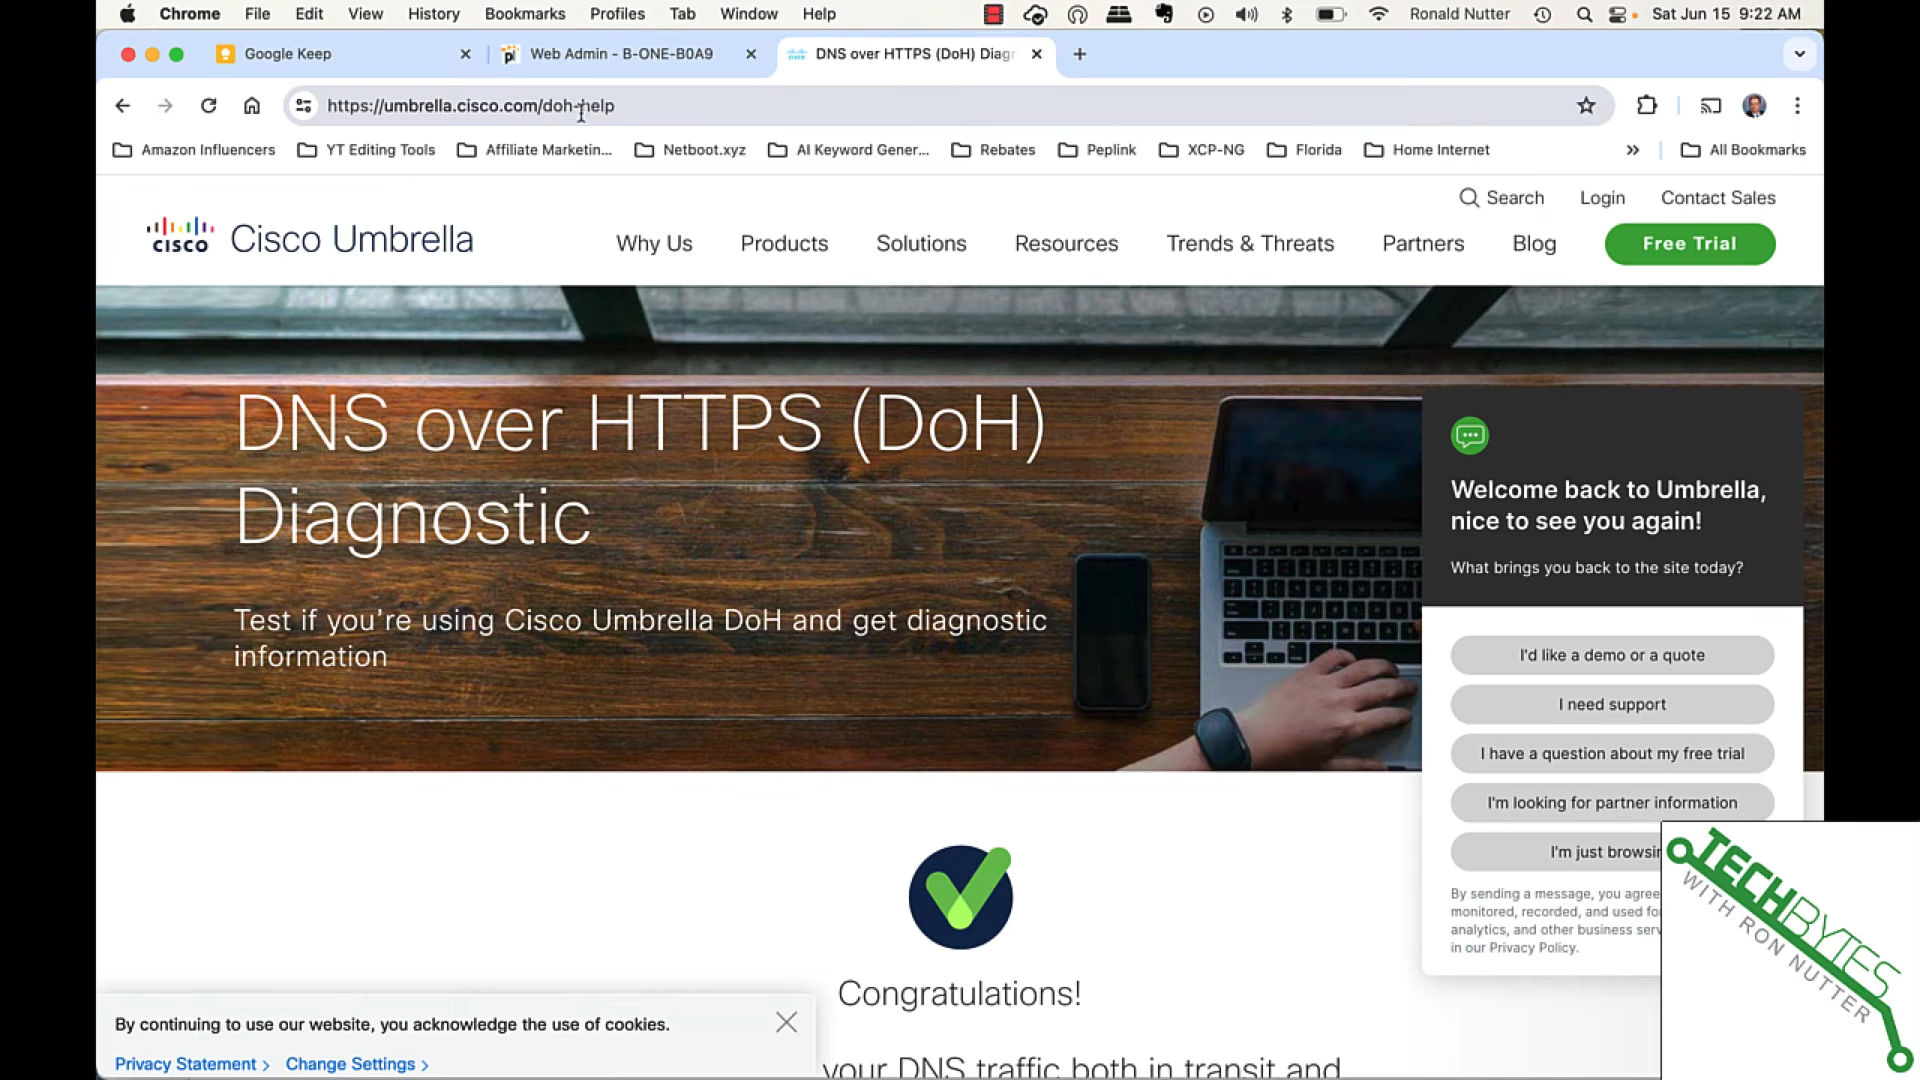 Chrome File Edit View History Bookmarks Profiles Tab Window Help Ronald Nutter Sat Jun 15 9:22 AM
Google Keep Web Admin - B-ONE-B0A9 DNS over HTTPS (DoH) Diag
https://umbrella.cisco.com/doh-help
Amazon Influencers YT Editing Tools Affiliate Marketin... Netboot.xyz AI Keyword Gener... Rebates Peplink XCP-NG Florida Home Internet » All Bookmarks
Search Login Contact Sales
CISCO Cisco Umbrella Why Us Products Solutions Resources Trends & Threats Partners Blog Free Trial
DNS over HTTPS (DoH)
Diagnostic
Test if you're using Cisco Umbrella DoH and get diagnostic
information
Welcome back to Umbrella,
nice to see you again!
What brings you back to the site today?
I'd like a demo or a quote
I need support
I have a question about my free trial
I'm looking for partner information
I'm just browsin
By sending a message, you agree
monitored, recorded, and used fo
analytics, and other business serv
in our Privacy Policy.
Congratulations!
your DNS traffic both in transit and
By continuing to use our website, you acknowledge the use of cookies.
Privacy Statement > Change Settings >
TECHBYTES
WITH RON NUTTER